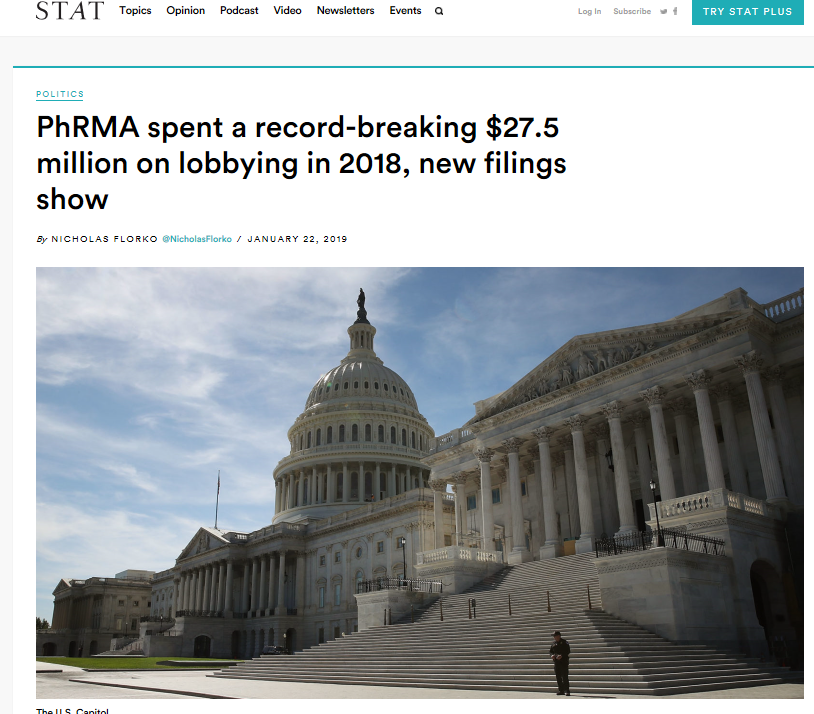 STAT Topics Opinion Podcast Video Newsletters Events Log In Subscribe TRY STAT PLUS
POLITICS
PhRMA spent a record-breaking $27.5
million on lobbying in 2018, new filings
show
By NICHOLAS FLORKO @NicholasFlorko / JANUARY 22, 2019
The U.S. Capitol